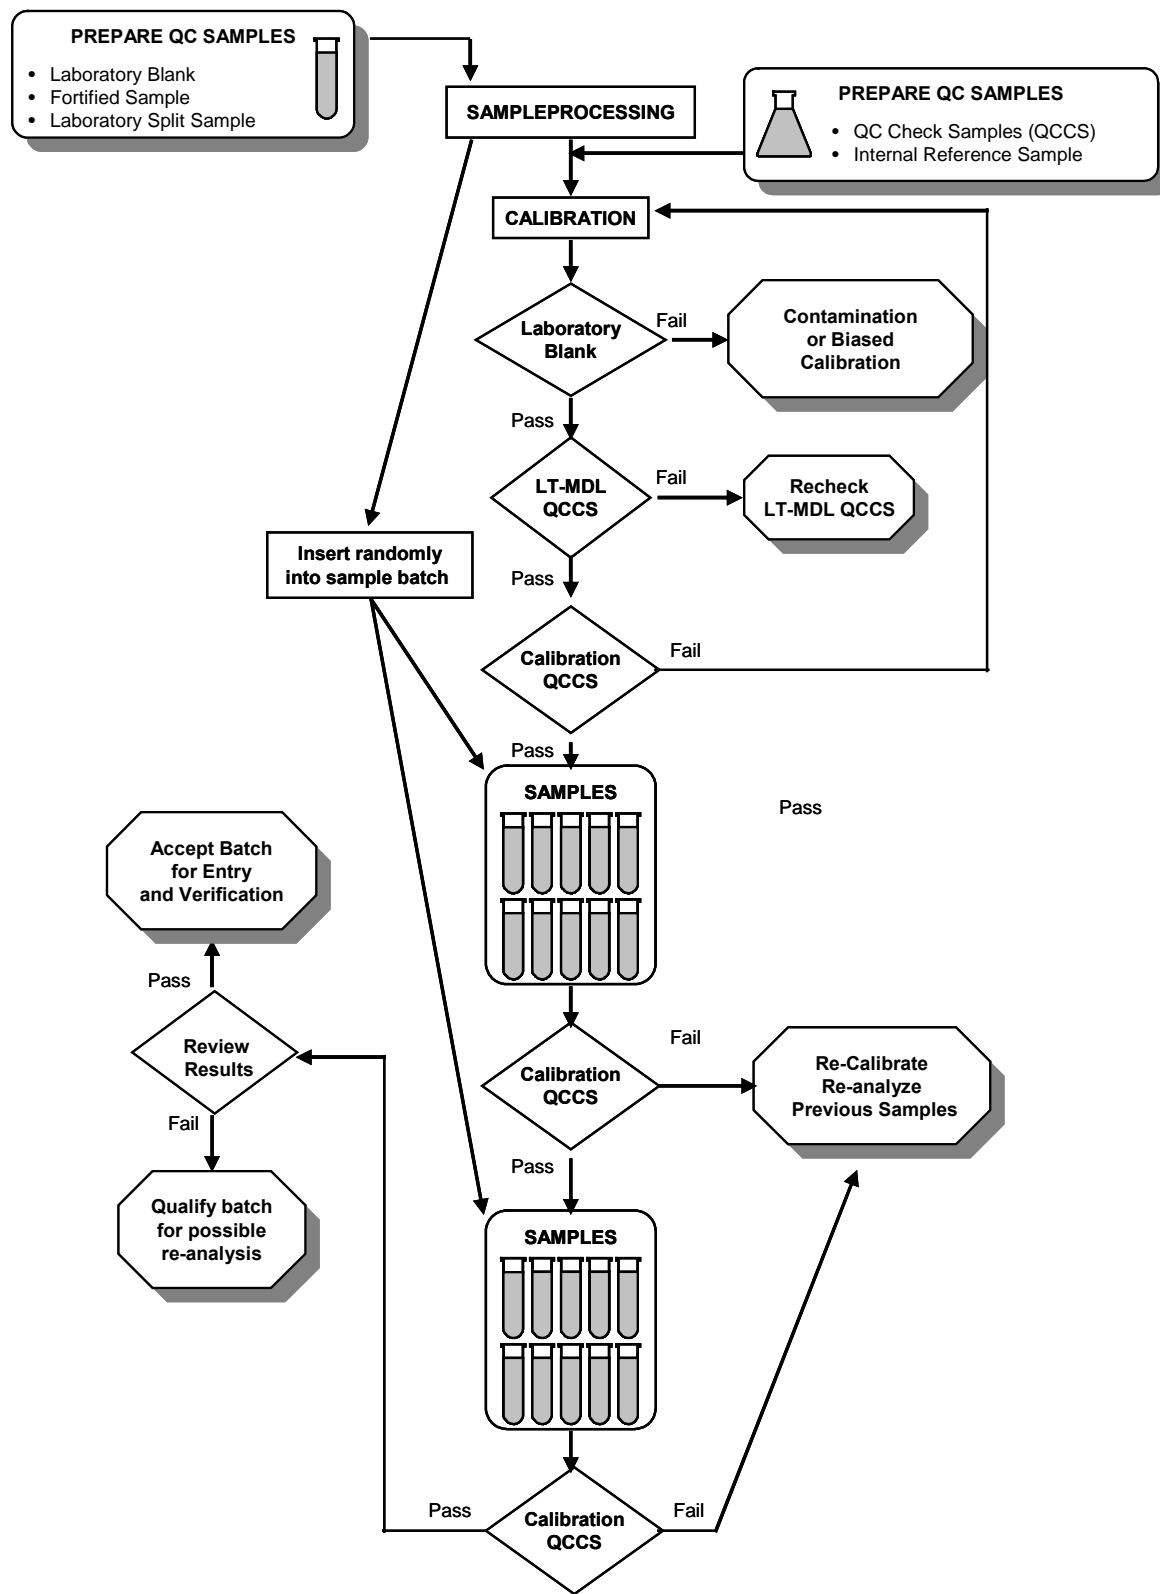 PREPARE QC SAMPLES
• Laboratory Blank
• Fortified Sample
• Laboratory Split Sample
SAMPLEPROCESSING
PREPARE QC SAMPLES
• QC Check Samples (QCCS)
• Internal Reference Sample
CALIBRATION
Laboratory
Blank
Fail
Contamination
or Biased
Calibration
Pass
LT-MDL
QCCS
Fail
Recheck
LT-MDL QCCS
Insert randomly
into sample batch
Pass
Calibration
QCCS
Fail
Pass
SAMPLES
Pass
Accept Batch
for Entry
and Verification
Pass
Review
Results
Fail
Qualify batch
for possible
re-analysis
Calibration
QCCS
Fail
Re-Calibrate
Re-analyze
Previous Samples
Pass
SAMPLES
Pass
Calibration
QCCS
Fail